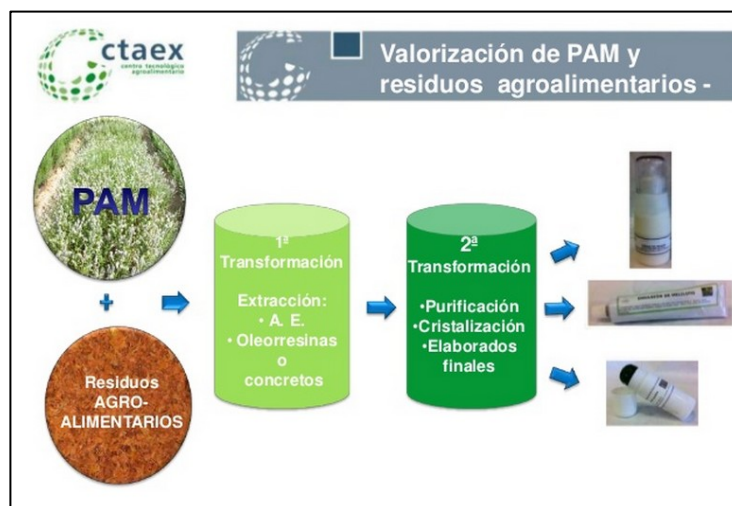 ctaex
centro tecnológico
agroalimentario
Valorización de PAM y
residuos agroalimentarios -
PAM
+
Residuos
AGRO-
ALIMENTARIOS
1ª
Transformación
Extracción:
• A. E.
• Oleorresinas
o
concretos
2ª
Transformación
•Purificación
•Cristalización
•Elaborados
finales